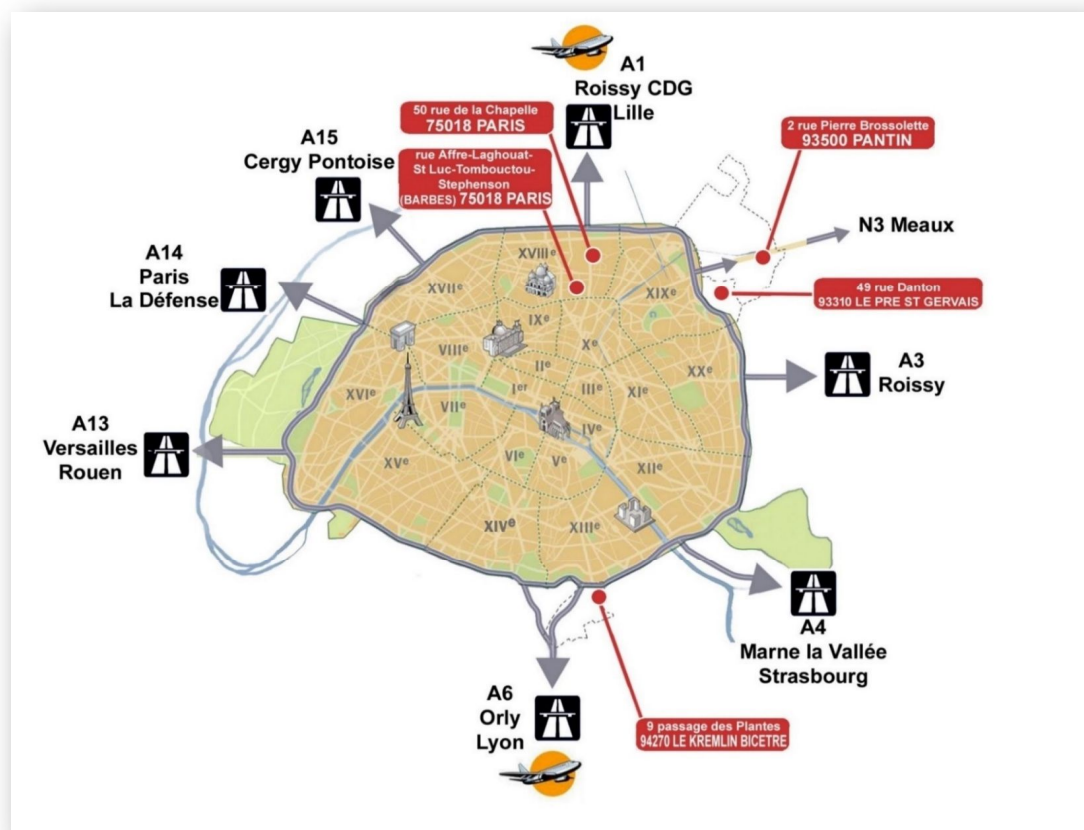 A1
Roissy CDG
Lille
50 rue de la Chapelle
75018 PARIS
2 rue Pierre Brossolette
93500 PANTIN
A15
Cergy Pontoise
rue Affre-Laghouat-
St Luc-Tombouctou-
Stephenson
(BARBES) 75018 PARIS
N3 Meaux
A14
Paris
La Défense
XVIIIe
XVIIe
XIXe
49 rue Danton
93310 LE PRE ST GERVAIS
IXe
VIIIe
Xe
IIe
A3
Roissy
XVIe
Ier
IIIe
XIe
XXe
VIIe
IVe
A13
Versailles
Rouen
XVe
VIe
Ve
XIIe
XIVe
XIIIe
A4
Marne la Vallée
Strasbourg
A6
Orly
Lyon
9 passage des Plantes
94270 LE KREMLIN BICETRE